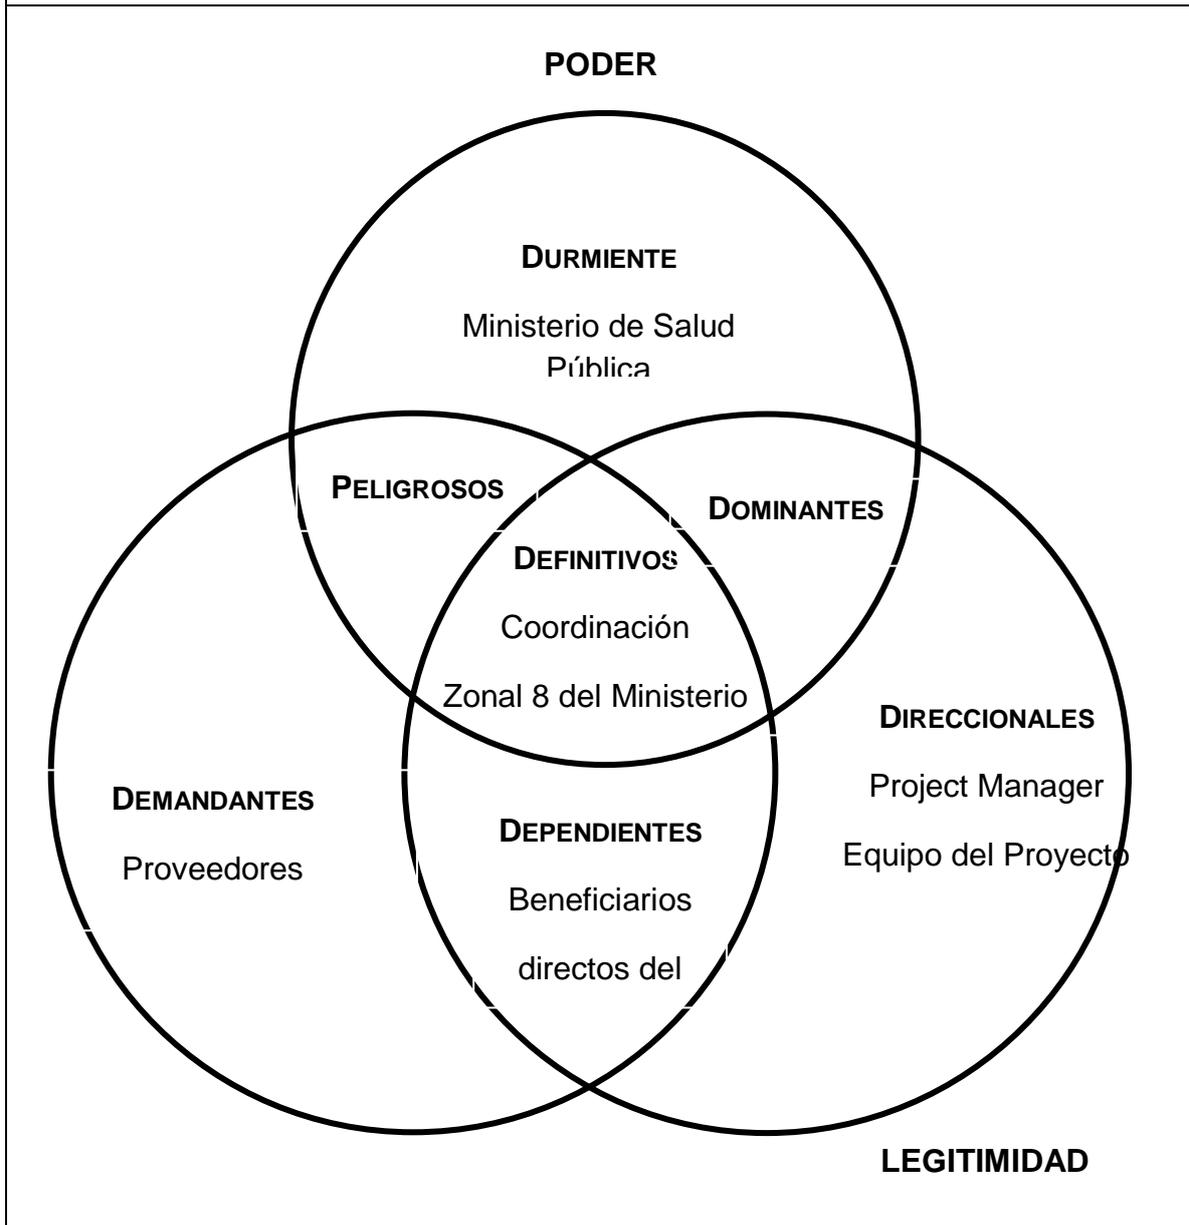 PODER
DURMIENTE
Ministerio de Salud
Pública
PELIGROSOS
DOMINANTES
DEFINITIVOS
Coordinación
Zonal 8 del Ministerio
DIRECCIONALES
Project Manager
Equipo del Proyecto
DEMANDANTES
Proveedores
DEPENDIENTES
Beneficiarios
directos del
LEGITIMIDAD